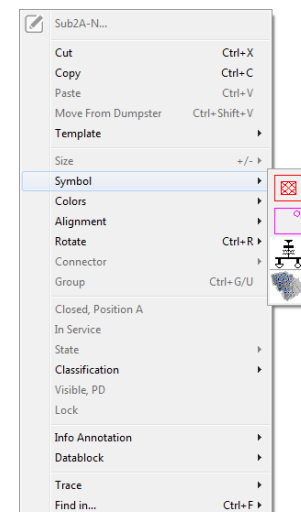 Sub2A-N...
Cut Ctrl+X
Copy Ctrl+C
Paste Ctrl+V
Move From Dumpster Ctrl+Shift+V
Template
Size +/-
Symbol
Colors
Alignment
Rotate Ctrl+R
Connector
Group Ctrl+G/U
Closed, Position A
In Service
State
Classification
Visible, PD
Lock
Info Annotation
Datablock
Trace
Find in... Ctrl+F